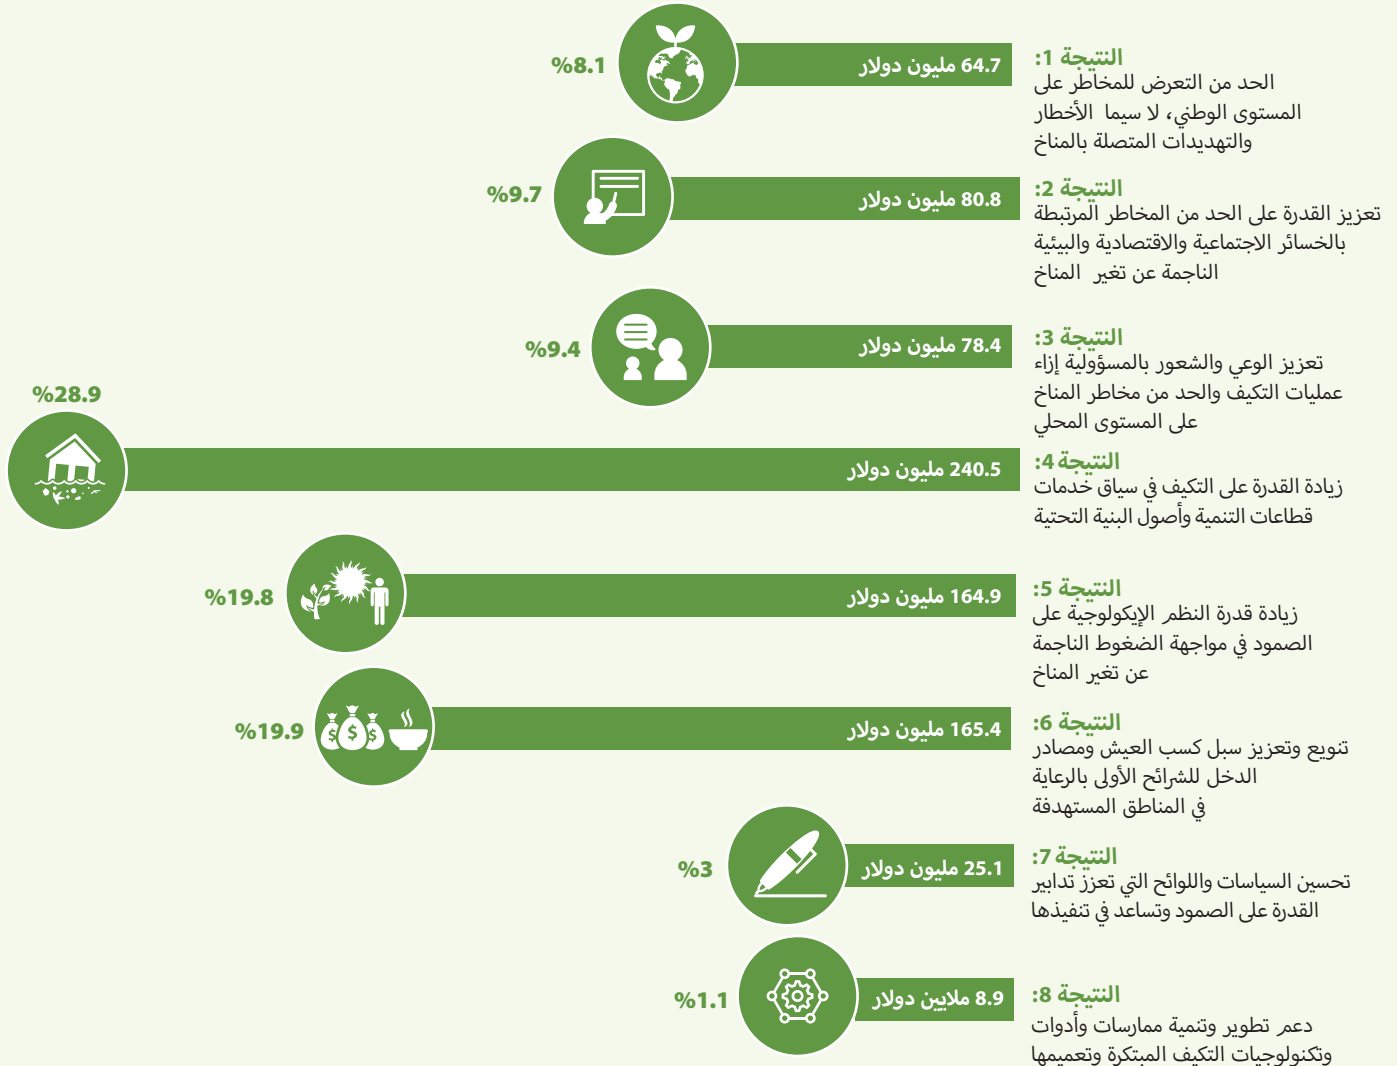 النتيجة 1:
الحد من التعرض للمخاطر على
المستوى الوطني، لا سيما الأخطار
والتهديدات المتصلة بالمناخ
64.7 مليون دولار
%8.1
النتيجة 2:
تعزيز القدرة على الحد من المخاطر المرتبطة
بالخسائر الاجتماعية والاقتصادية والبيئية
الناجمة عن تغير المناخ
80.8 مليون دولار
%9.7
النتيجة 3:
تعزيز الوعي والشعور بالمسؤولية إزاء
عمليات التكيف والحد من مخاطر المناخ
على المستوى المحلي
78.4 مليون دولار
%9.4
النتيجة 4:
زيادة القدرة على التكيف في سياق خدمات
قطاعات التنمية وأصول البنية التحتية
240.5 مليون دولار
%28.9
النتيجة 5:
زيادة قدرة النظم الإيكولوجية على
الصمود في مواجهة الضغوط الناجمة
عن تغير المناخ
164.9 مليون دولار
%19.8
النتيجة 6:
تنويع وتعزيز سبل كسب العيش ومصادر
الدخل للشرائح الأولى بالرعاية
في المناطق المستهدفة
165.4 مليون دولار
%19.9
النتيجة 7:
تحسين السياسات واللوائح التي تعزز تدابير
القدرة على الصمود وتساعد في تنفيذها
25.1 مليون دولار
%3
النتيجة 8:
دعم تطوير وتنمية ممارسات وأدوات
وتكنولوجيات التكيف المبتكرة وتعميمها
8.9 ملايين دولار
%1.1